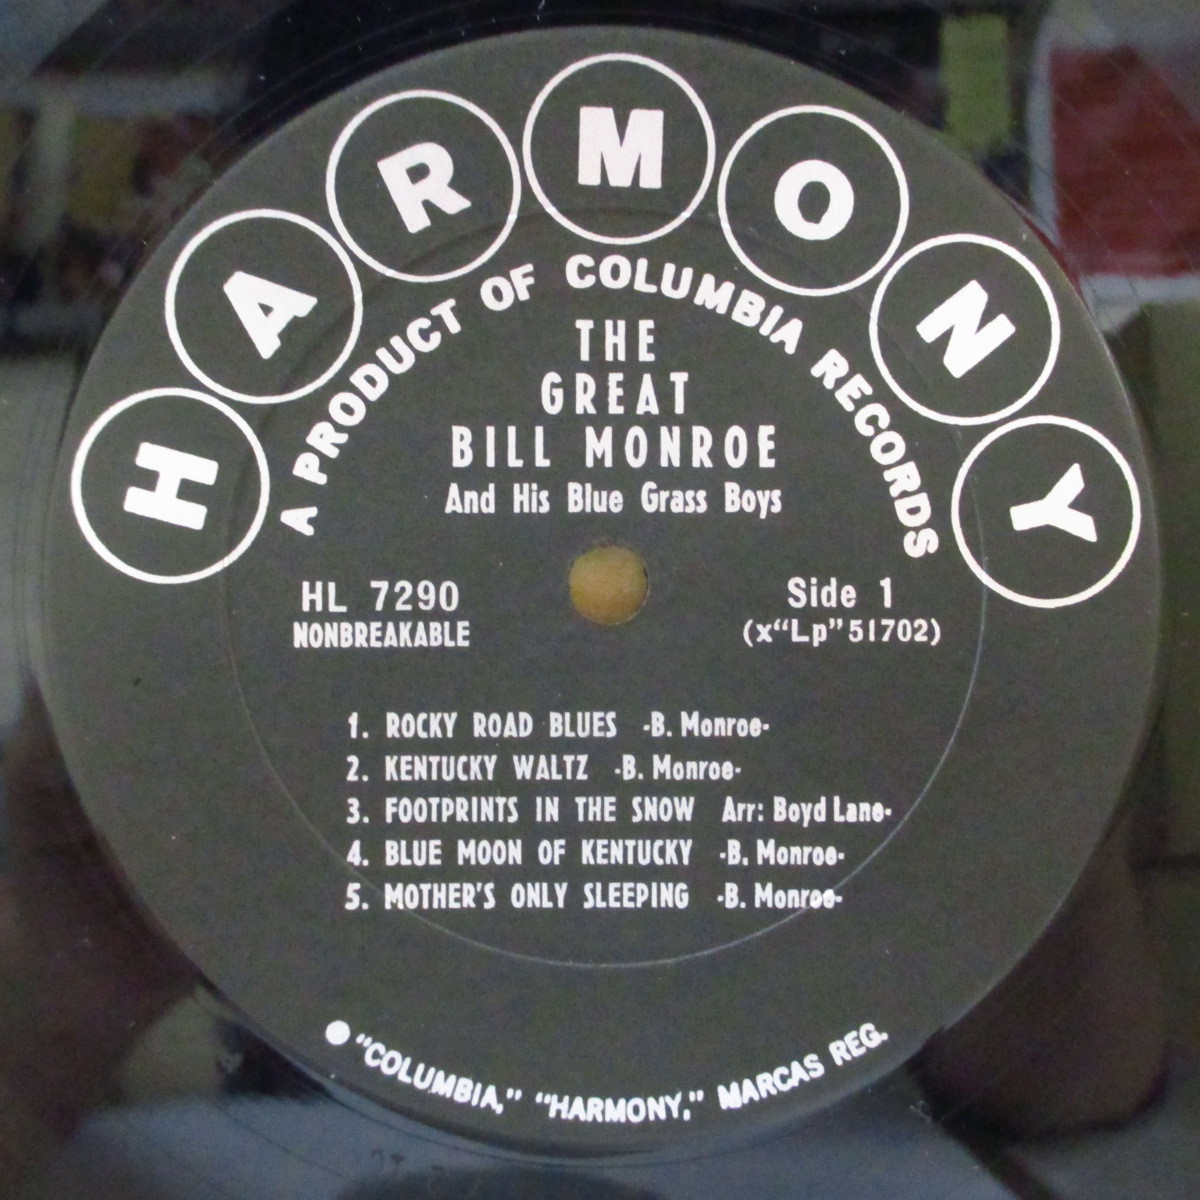 HARMONY
A PRODUCT OF COLUMBIA RECORDS
THE
GREAT
BILL MONROE
And His Blue Grass Boys
HL 7290
NONBREAKABLE
Side 1
(x“Lp”51702)
1. ROCKY ROAD BLUES -B. Monroe-
2. KENTUCKY WALTZ -B. Monroe-
3. FOOTPRINTS IN THE SNOW Arr: Boyd Lane-
4. BLUE MOON OF KENTUCKY -B. Monroe-
5. MOTHER'S ONLY SLEEPING -B. Monroe-
● "COLUMBIA," "HARMONY," MARCAS REG.